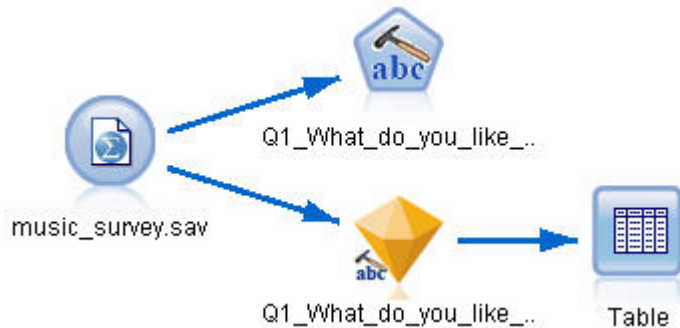 abc
Q1_What_do_you_like_..
music_survey.sav
abc
Q1_What_do_you_like_..
Table